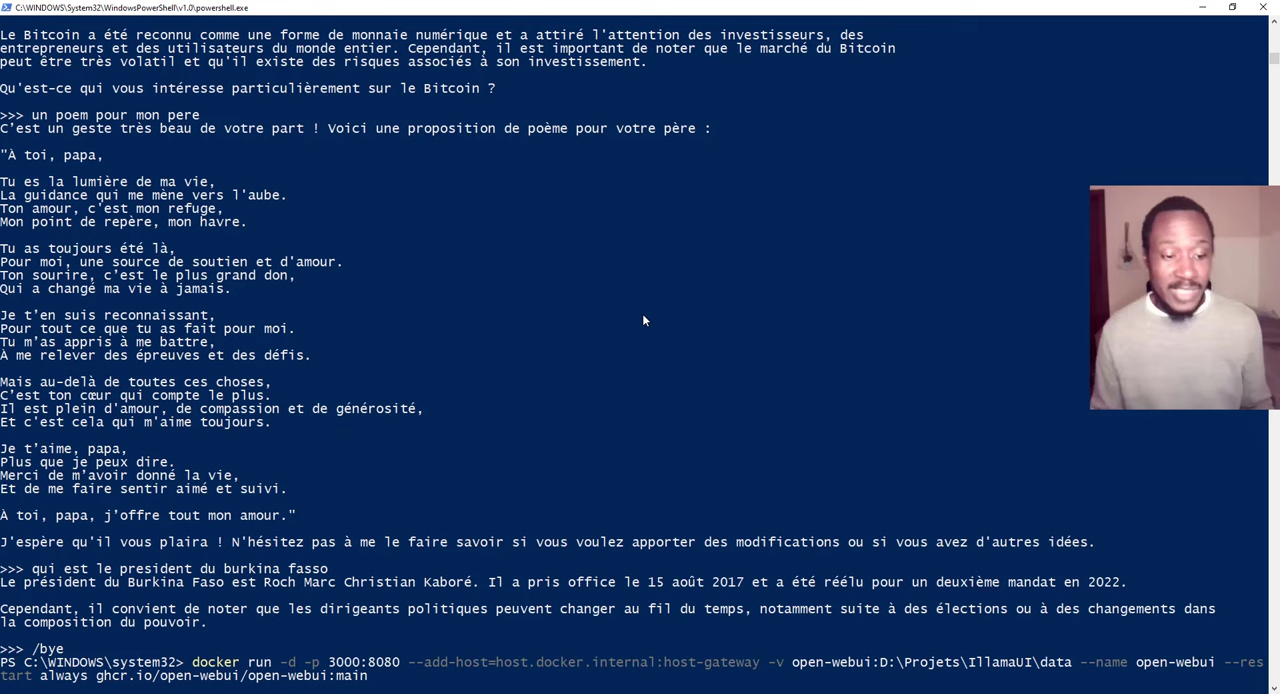 C:\WINDOWS\System32\WindowsPowerShell\v1.0\powershell.exe
Le Bitcoin a été reconnu comme une forme de monnaie numérique et a attiré l'attention des investisseurs, des
entrepreneurs et des utilisateurs du monde entier. Cependant, il est important de noter que le marché du Bitcoin
peut être très volatil et qu'il existe des risques associés à son investissement.
Qu'est-ce qui vous intéresse particulièrement sur le Bitcoin ?
>>> un poem pour mon pere
C'est un geste très beau de votre part ! Voici une proposition de poème pour votre père :
"À toi, papa,
Tu es la lumière de ma vie,
La guidance qui me mène vers l'aube.
Ton amour, c'est mon refuge,
Mon point de repère, mon havre.
Tu as toujours été là,
Pour moi, une source de soutien et d'amour.
Ton sourire, c'est le plus grand don,
Qui a changé ma vie à jamais.
Je t'en suis reconnaissant,
Pour tout ce que tu as fait pour moi.
Tu m'as appris à me battre,
À me relever des épreuves et des défis.
Mais au-delà de toutes ces choses,
C'est ton cœur qui compte le plus.
Il est plein d'amour, de compassion et de générosité,
Et c'est cela qui m'aime toujours.
Je t'aime, papa,
Plus que je peux dire.
Merci de m'avoir donné la vie,
Et de me faire sentir aimé et suivi.
À toi, papa, j'offre tout mon amour."
J'espère qu'il vous plaira ! N'hésitez pas à me le faire savoir si vous voulez apporter des modifications ou si vous avez d'autres idées.
>>> qui est le president du burkina fasso
Le président du Burkina Faso est Roch Marc Christian Kaboré. Il a pris office le 15 août 2017 et a été réélu pour un deuxième mandat en 2022.
Cependant, il convient de noter que les dirigeants politiques peuvent changer au fil du temps, notamment suite à des élections ou à des changements dans
la composition du pouvoir.
>>> /bye
PS C:\WINDOWS\system32> docker run -d -p 3000:8080 --add-host=host.docker.internal:host-gateway -v open-webui:D:\Projets\IllamaUI\data --name open-webui --res
tart always ghcr.io/open-webui/open-webui:main